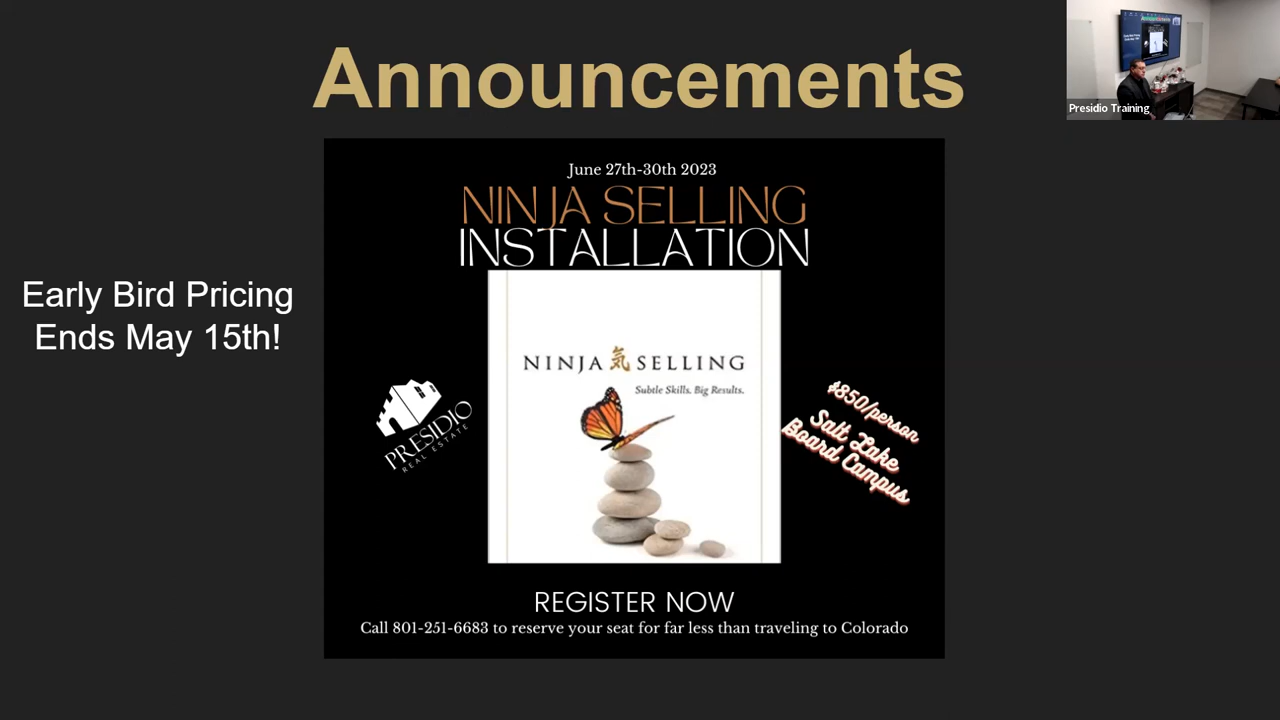 Announcements
Presidio Training
June 27th-30th 2023
NINJA SELLING
INSTALLATION
Early Bird Pricing
Ends May 15th!
NINJA 気 SELLING
Subtle Skills. Big Results.
PRESIDIO
REAL ESTATE
$850/person
Salt Lake
Board Campus
REGISTER NOW
Call 801-251-6683 to reserve your seat for far less than traveling to Colorado